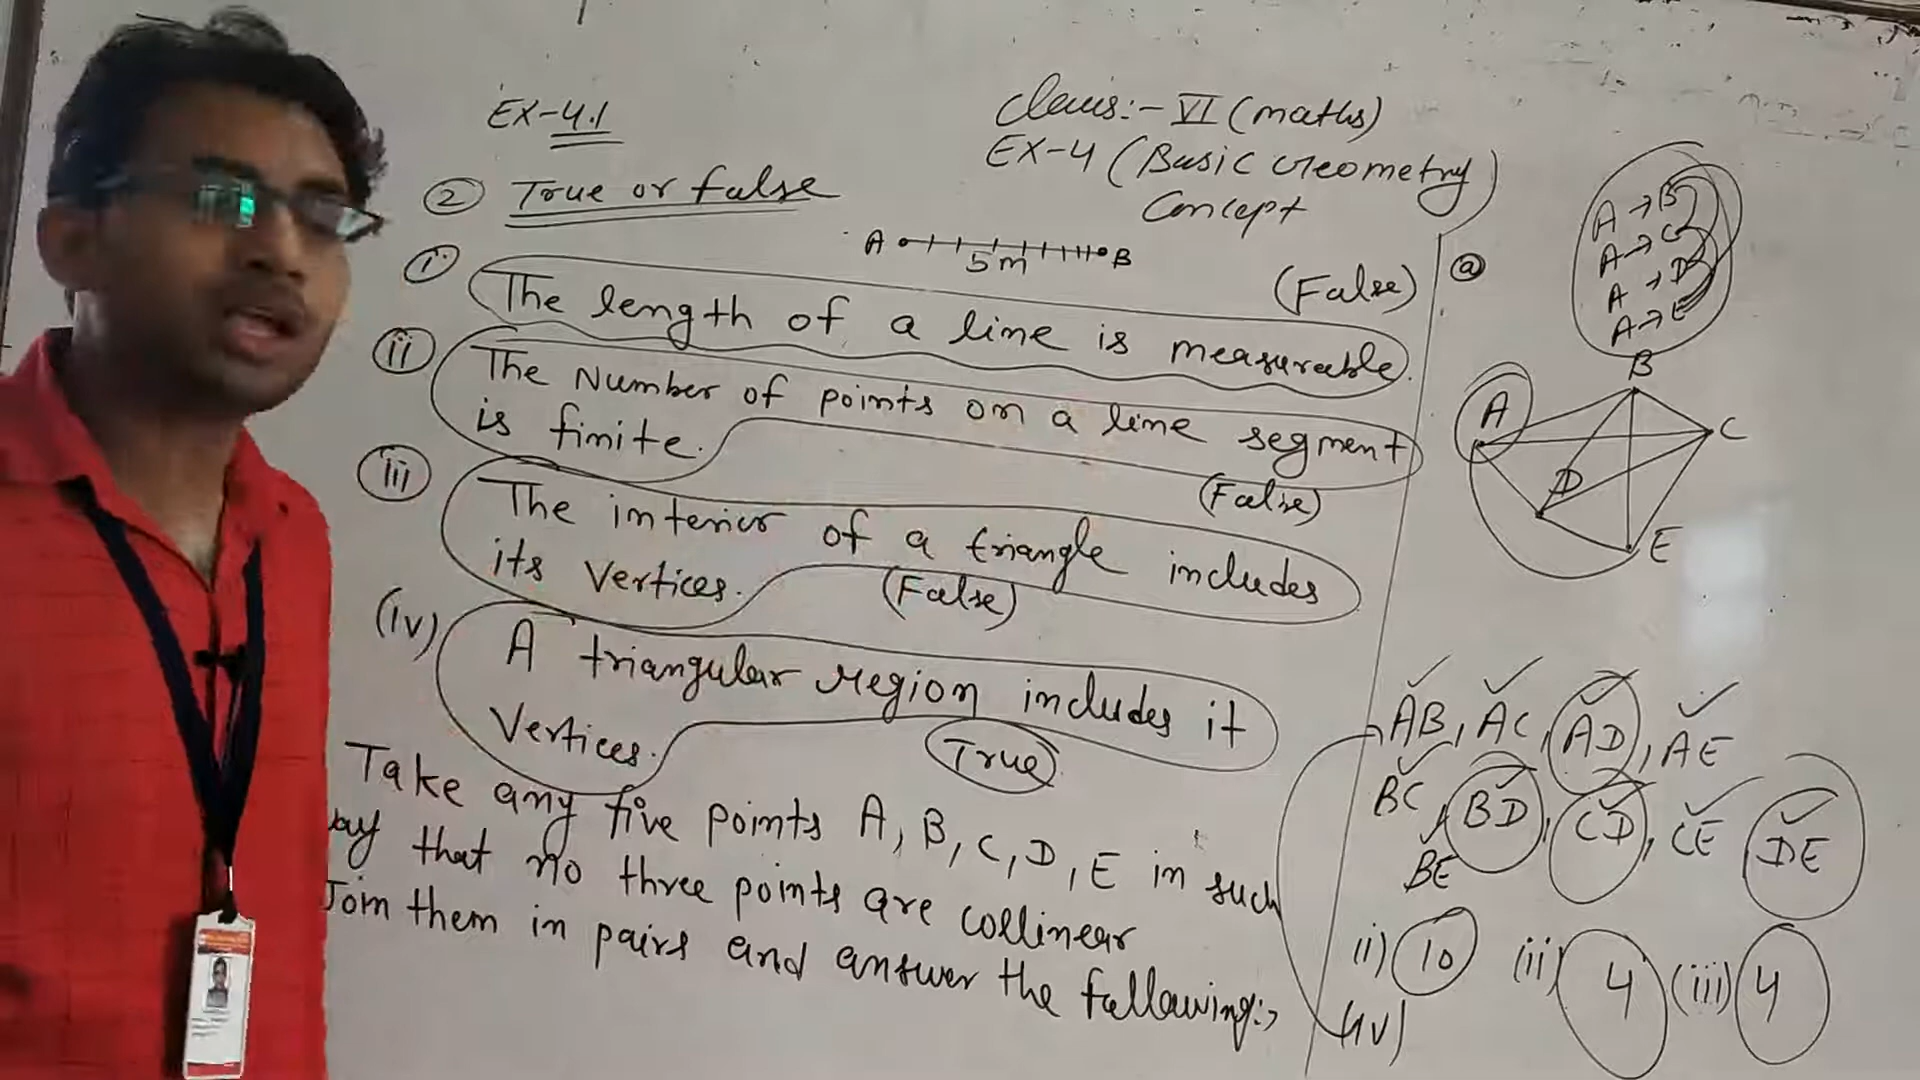 EX-4.1
② True or false
i The length of a line is measurable.
(False)
A 5m B
ii The Number of points on a line segment
is finite.
(False)
iii The interior of a triangle includes
its vertices.
(False)
(iv) A triangular region includes it
Vertices.
True
Take any five points A, B, C, D, E in such
way that no three points are collinear
Join them in pairs and answer the following:-
Class:- VI (maths)
EX-4 (Basic Geometry
Concept
ⓐ
A → B
A → C
A → D
A → E
B
A
C
D
E
AB, AC, AD, AE
BC, BD, CD, CE DE
BE
(i) 10 (ii) 4 (iii) 4
(iv)